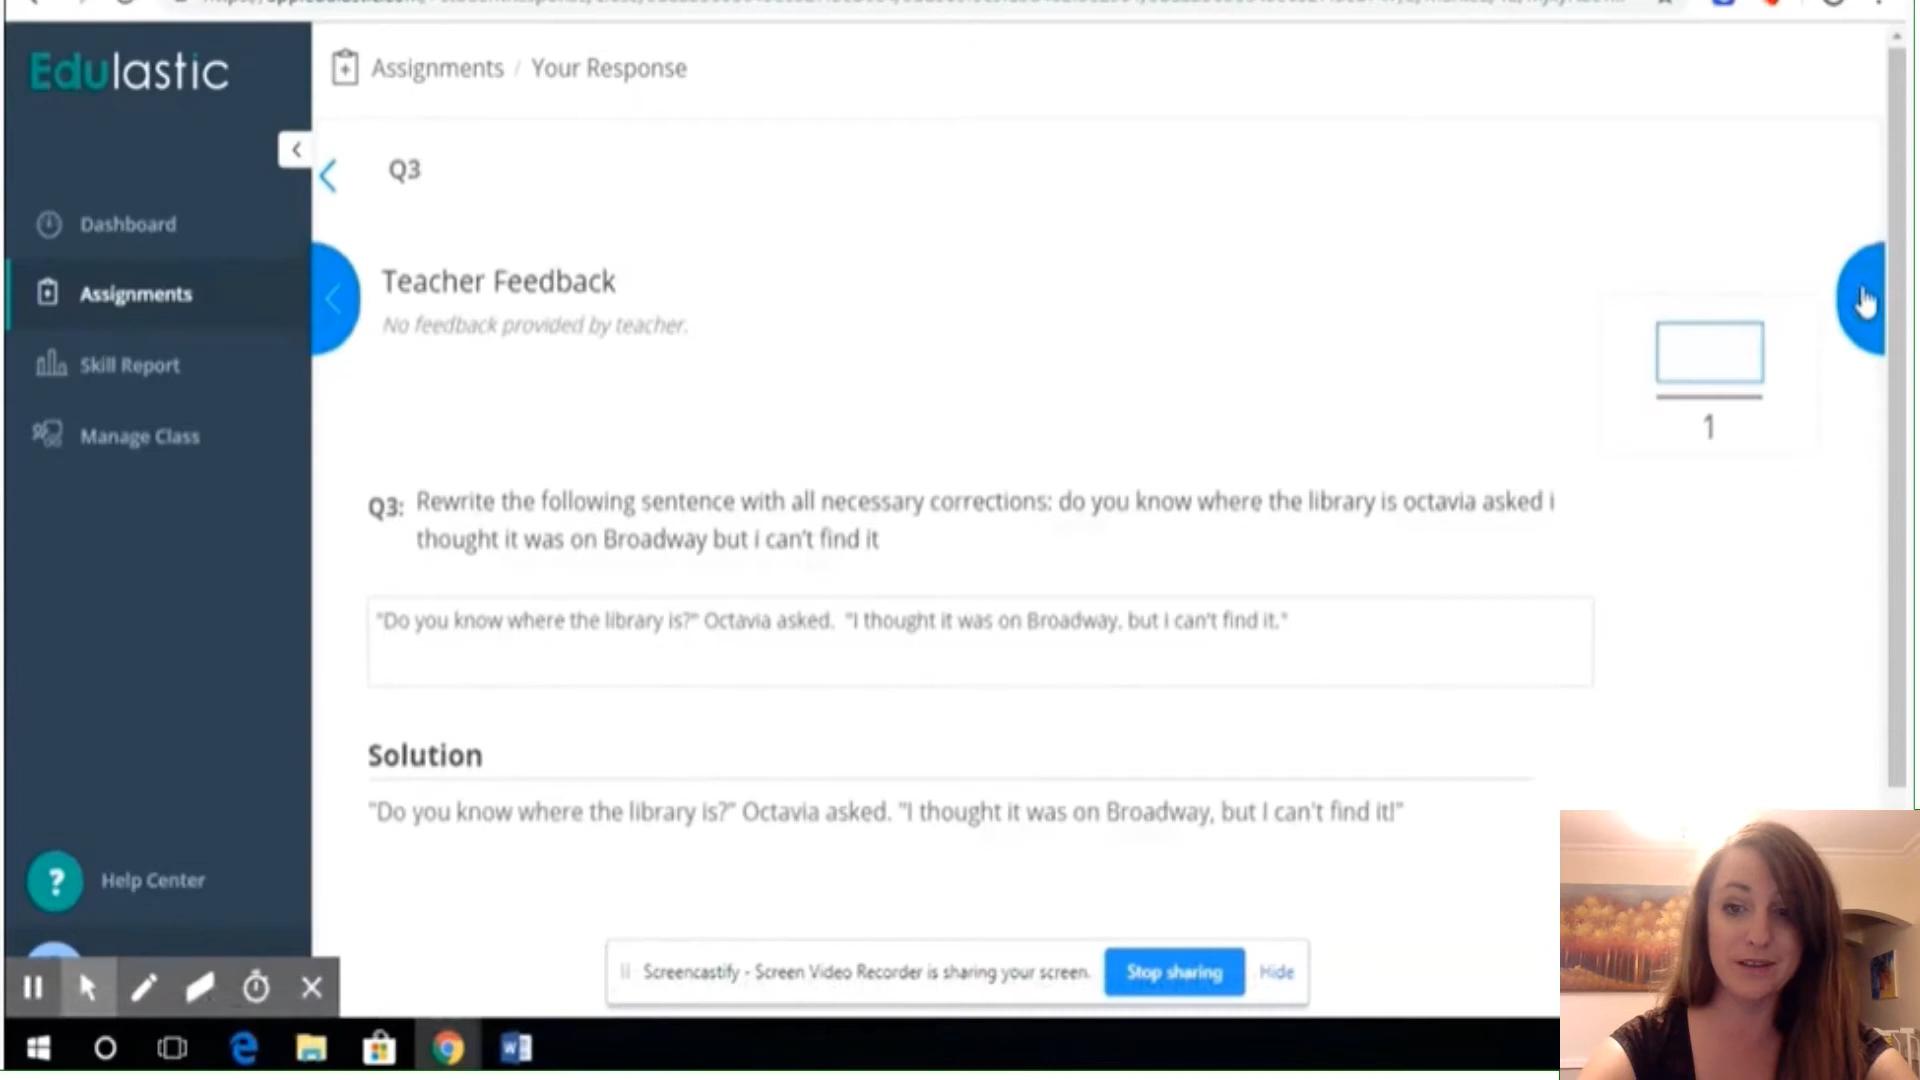 Edulastic
Assignments / Your Response
Q3
Dashboard
Teacher Feedback
No feedback provided by teacher.
Assignments
Skill Report
Manage Class
1
Q3: Rewrite the following sentence with all necessary corrections: do you know where the library is octavia asked i
thought it was on Broadway but i can't find it
"Do you know where the library is?" Octavia asked.  "I thought it was on Broadway, but I can't find it."
Solution
"Do you know where the library is?" Octavia asked. "I thought it was on Broadway, but I can't find it!"
? Help Center
Screencastify - Screen Video Recorder is sharing your screen. Stop sharing Hide